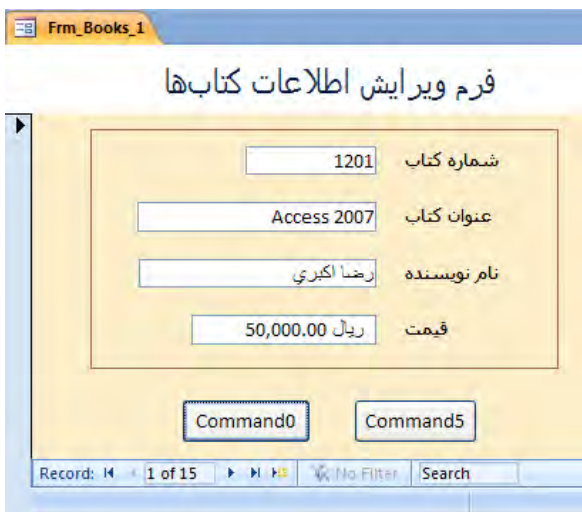 Frm_Books_1
فرم ویرایش اطلاعات کتاب‌ها
شماره کتاب 1201
عنوان کتاب Access 2007
نام نویسنده رضا اکبري
قیمت ریال 50,000.00
Command0 Command5
Record: 1 of 15 No Filter Search